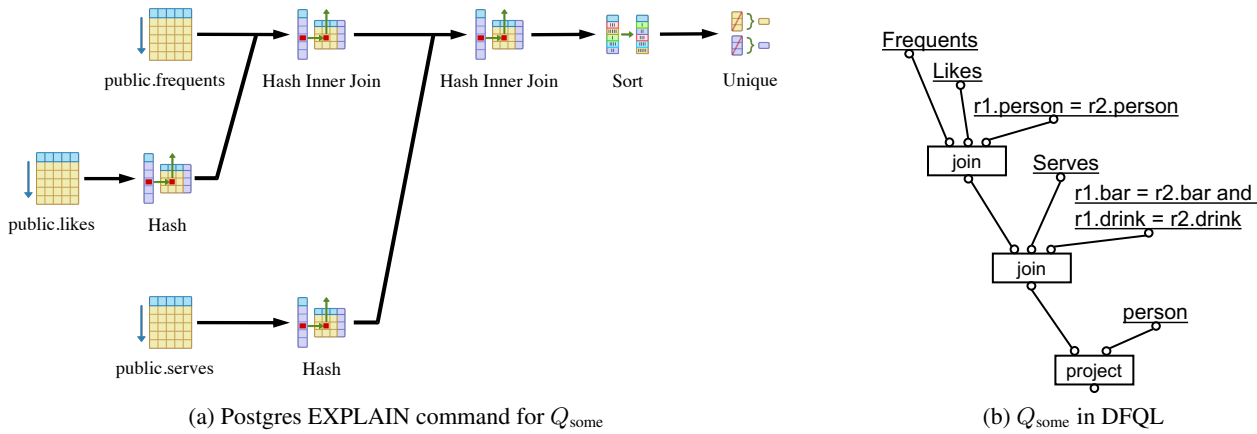 public.frequents
Hash Inner Join
Hash Inner Join
Sort
Unique
public.likes
Hash
public.serves
Hash
(a) Postgres EXPLAIN command for Qsome
Frequents
Likes
r1.person = r2.person
join
Serves
r1.bar = r2.bar and
r1.drink = r2.drink
join
person
project
(b) Qsome in DFQL